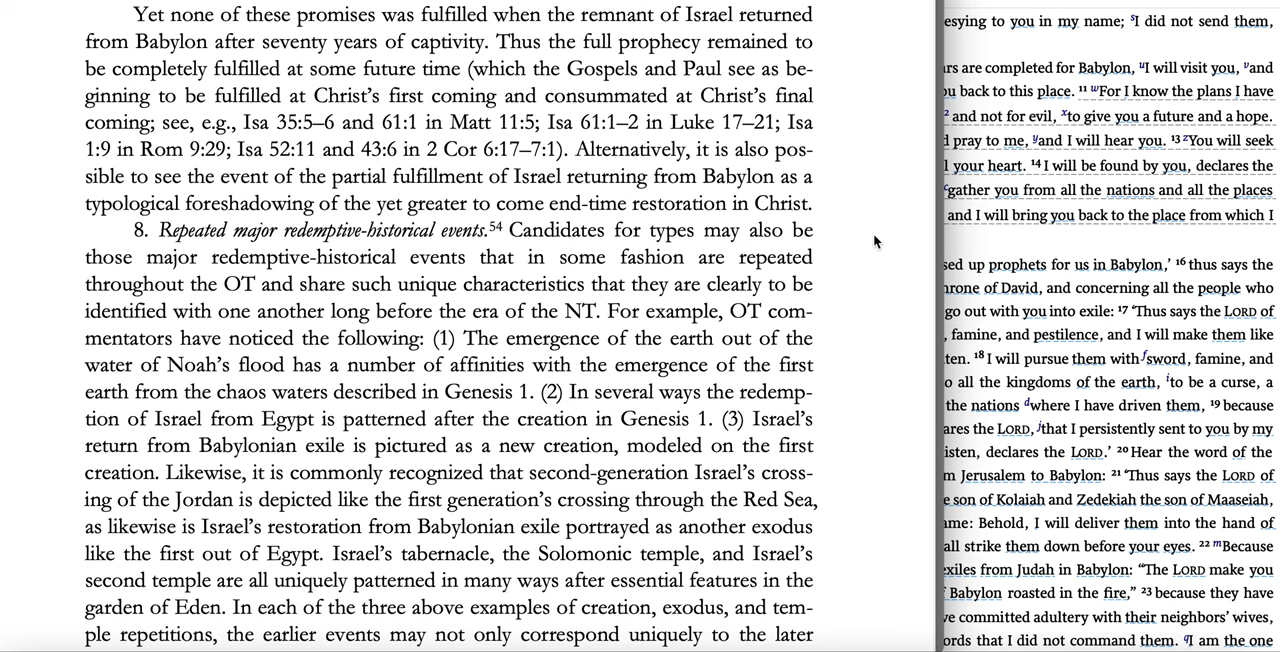 Yet none of these promises was fulfilled when the remnant of Israel returned
from Babylon after seventy years of captivity. Thus the full prophecy remained to
be completely fulfilled at some future time (which the Gospels and Paul see as be-
ginning to be fulfilled at Christ’s first coming and consummated at Christ’s final
coming; see, e.g., Isa 35:5–6 and 61:1 in Matt 11:5; Isa 61:1–2 in Luke 17–21; Isa
1:9 in Rom 9:29; Isa 52:11 and 43:6 in 2 Cor 6:17–7:1). Alternatively, it is also pos-
sible to see the event of the partial fulfillment of Israel returning from Babylon as a
typological foreshadowing of the yet greater to come end-time restoration in Christ.
8. Repeated major redemptive-historical events.54 Candidates for types may also be
those major redemptive-historical events that in some fashion are repeated
throughout the OT and share such unique characteristics that they are clearly to be
identified with one another long before the era of the NT. For example, OT com-
mentators have noticed the following: (1) The emergence of the earth out of the
water of Noah’s flood has a number of affinities with the emergence of the first
earth from the chaos waters described in Genesis 1. (2) In several ways the redemp-
tion of Israel from Egypt is patterned after the creation in Genesis 1. (3) Israel’s
return from Babylonian exile is pictured as a new creation, modeled on the first
creation. Likewise, it is commonly recognized that second-generation Israel’s cross-
ing of the Jordan is depicted like the first generation’s crossing through the Red Sea,
as likewise is Israel’s restoration from Babylonian exile portrayed as another exodus
like the first out of Egypt. Israel’s tabernacle, the Solomonic temple, and Israel’s
second temple are all uniquely patterned in many ways after essential features in the
garden of Eden. In each of the three above examples of creation, exodus, and tem-
ple repetitions, the earlier events may not only correspond uniquely to the later
esying to you in my name; s I did not send them,
rs are completed for Babylon, u I will visit you, v and
ou back to this place. 11 w For I know the plans I have
2 and not for evil, x to give you a future and a hope.
d pray to me, y and I will hear you. 13 z You will seek
l your heart. 14 I will be found by you, declares the
c gather you from all the nations and all the places
and I will bring you back to the place from which I
sed up prophets for us in Babylon,’ 16 thus says the
hrone of David, and concerning all the people who
go out with you into exile: 17 ‘Thus says the LORD of
, famine, and pestilence, and I will make them like
ten. 18 I will pursue them with f sword, famine, and
o all the kingdoms of the earth, i to be a curse, a
the nations d where I have driven them, 19 because
ares the LORD, j that I persistently sent to you by my
isten, declares the LORD.’ 20 Hear the word of the
m Jerusalem to Babylon: 21 ‘Thus says the LORD of
e son of Kolaiah and Zedekiah the son of Maaseiah,
ame: Behold, I will deliver them into the hand of
all strike them down before your eyes. 22 m Because
exiles from Judah in Babylon: “The LORD make you
f Babylon roasted in the fire,” 23 because they have
ve committed adultery with their neighbors’ wives,
ords that I did not command them. q I am the one